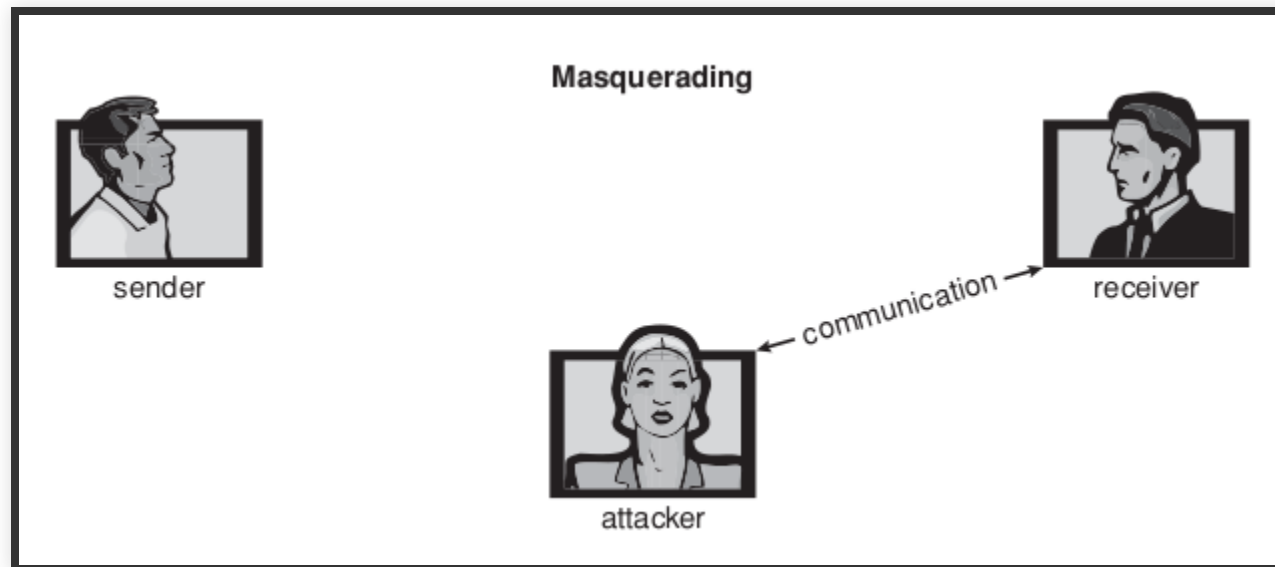 Masquerading
sender
receiver
communication
attacker